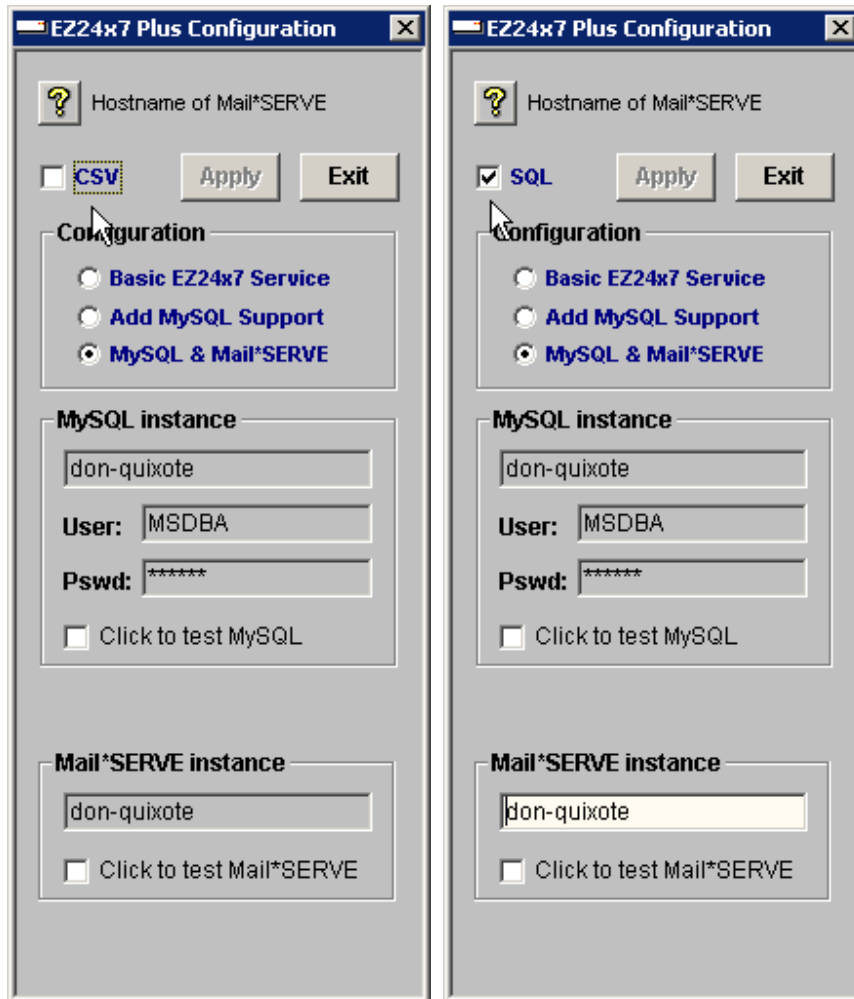 EZ24x7 Plus Configuration
Hostname of Mail*SERVE
CSV Apply Exit
Configuration
Basic EZ24x7 Service
Add MySQL Support
MySQL & Mail*SERVE
MySQL instance
don-quixote
User: MSDBA
Pswd: ******
Click to test MySQL
Mail*SERVE instance
don-quixote
Click to test Mail*SERVE
EZ24x7 Plus Configuration
Hostname of Mail*SERVE
SQL Apply Exit
Configuration
Basic EZ24x7 Service
Add MySQL Support
MySQL & Mail*SERVE
MySQL instance
don-quixote
User: MSDBA
Pswd: ******
Click to test MySQL
Mail*SERVE instance
don-quixote
Click to test Mail*SERVE